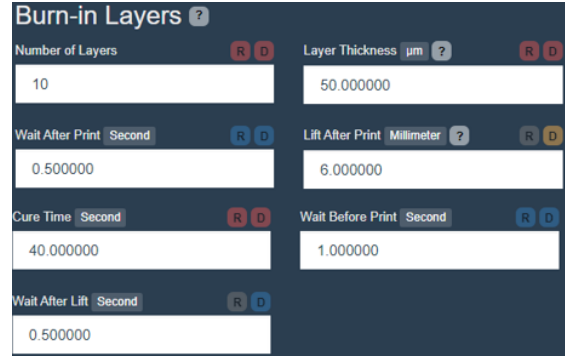 Burn-in Layers ?
Number of Layers R D
10
Layer Thickness µm ? R D
50.000000
Wait After Print Second R D
0.500000
Lift After Print Millimeter ? R D
6.000000
Cure Time Second R D
40.000000
Wait Before Print Second R D
1.000000
Wait After Lift Second R D
0.500000